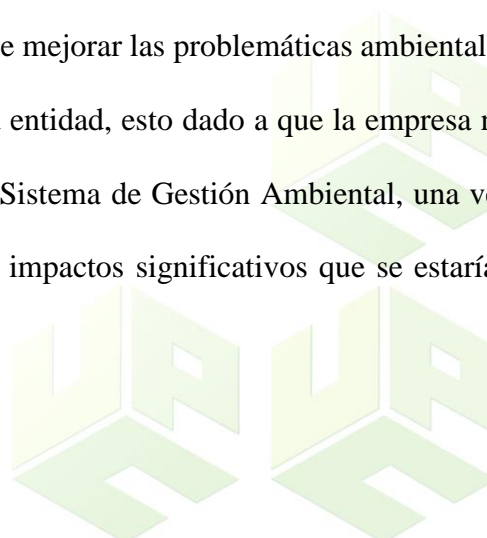 e mejorar las problemáticas ambiental
entidad, esto dado a que la empresa
Sistema de Gestión Ambiental, una
impactos significativos que se estaría